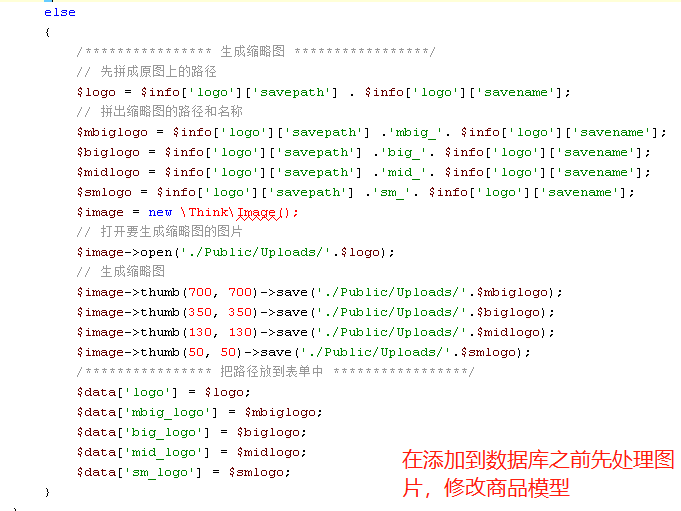 else
{
/**************** 生成缩略图 *****************/
// 先拼成原图上的路径
$logo = $info['logo']['savepath'] . $info['logo']['savename'];
// 拼出缩略图的路径和名称
$mbiglogo = $info['logo']['savepath'] .'mbig_'. $info['logo']['savename'];
$biglogo = $info['logo']['savepath'] .'big_'. $info['logo']['savename'];
$midlogo = $info['logo']['savepath'] .'mid_'. $info['logo']['savename'];
$smlogo = $info['logo']['savepath'] .'sm_'. $info['logo']['savename'];
$image = new \Think\Image();
// 打开要生成缩略图的图片
$image->open('./Public/Uploads/'.$logo);
// 生成缩略图
$image->thumb(700, 700)->save('./Public/Uploads/'.$mbiglogo);
$image->thumb(350, 350)->save('./Public/Uploads/'.$biglogo);
$image->thumb(130, 130)->save('./Public/Uploads/'.$midlogo);
$image->thumb(50, 50)->save('./Public/Uploads/'.$smlogo);
/**************** 把路径放到表单中 *****************/
$data['logo'] = $logo;
$data['mbig_logo'] = $mbiglogo;
$data['big_logo'] = $biglogo;
$data['mid_logo'] = $midlogo;
$data['sm_logo'] = $smlogo;
}
在添加到数据库之前先处理图
片，修改商品模型